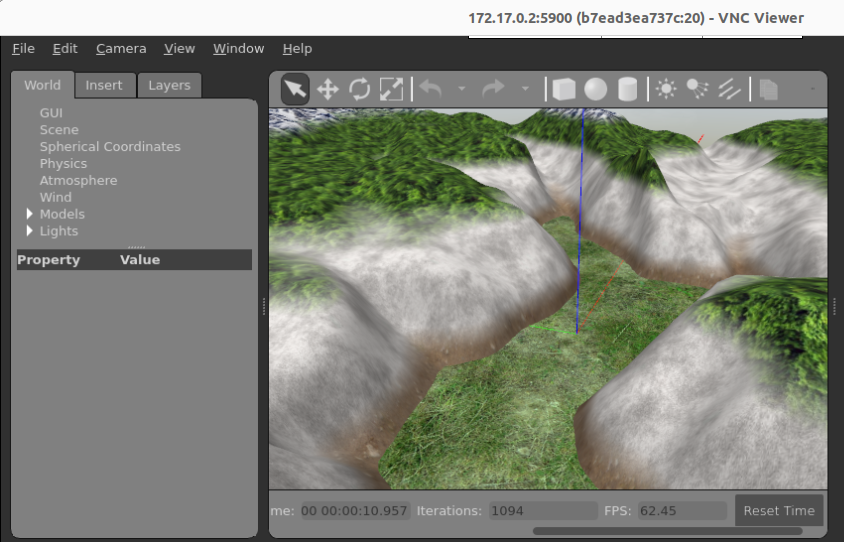 172.17.0.2:5900 (b7ead3ea737c:20) - VNC Viewer
File Edit Camera View Window Help
World Insert Layers
GUI
Scene
Spherical Coordinates
Physics
Atmosphere
Wind
Models
Lights
Property Value
me: 00 00:00:10.957 Iterations: 1094 FPS: 62.45 Reset Time